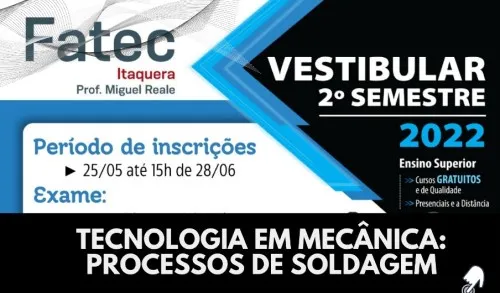 Fatec
Itaquera
Prof. Miguel Reale
VESTIBULAR
2º SEMESTRE
2022
Ensino Superior
>> Cursos GRATUITOS
e de Qualidade
>> Presenciais e a Distância
Período de inscrições
► 25/05 até 15h de 28/06
Exame:
TECNOLOGIA EM MECÂNICA:
PROCESSOS DE SOLDAGEM